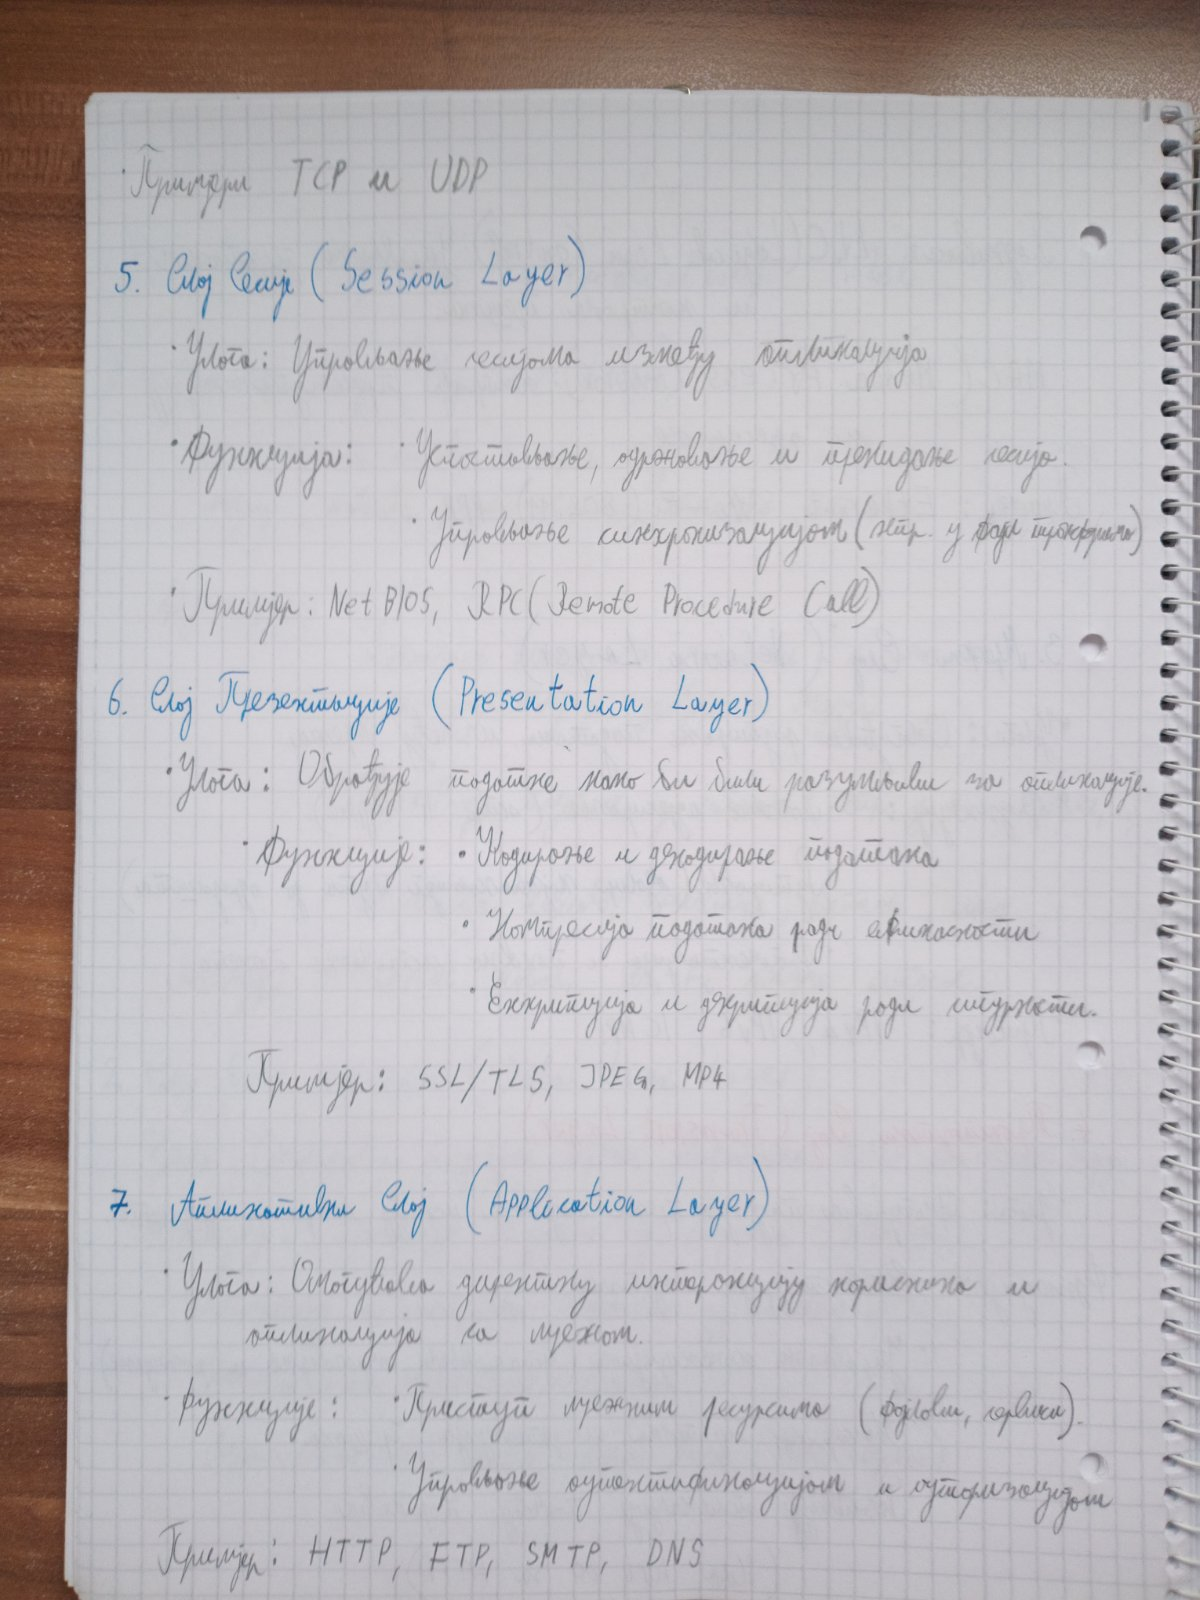 · Примјери TCP и UDP
5. Слој Сесије (Session Layer)
· Улога: Управљање сесијама између апликација
· Функција: · Успостављање, одржавање и прекидање сесија.
· Управљање синхронизацијом (нпр. у фајл трансферима)
· Примјер: NetBIOS, RPC (Remote Procedure Call)
6. Слој Презентације (Presentation Layer)
· Улога: Обрађује податке како би били разумљиви за апликације.
· Функције: · Кодирање и декодирање података
· Компресија података ради ефикасности
· Енкрипција и декрипција ради сигурности.
Примјер: SSL/TLS, JPEG, MP4
7. Апликативни Слој (Application Layer)
· Улога: Омогућава директну интеракцију корисника и
апликација са мрежом.
· Функције: · Приступ мрежним ресурсима (фајлови, сервиси).
· Управљање аутентификацијом и ауторизацијом
Примјер: HTTP, FTP, SMTP, DNS